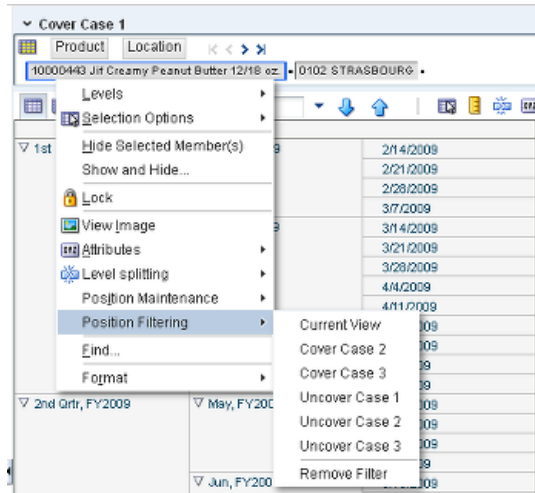 Cover Case 1
Product Location
10000443 Jif Creamy Peanut Butter 12/18 oz. 0102 STRASBOURG
Levels
Selection Options
Hide Selected Member(s)
Show and Hide...
Lock
View Image
Attributes
Level splitting
Position Maintenance
Position Filtering
Find...
Format
Current View
Cover Case 2
Cover Case 3
Uncover Case 1
Uncover Case 2
Uncover Case 3
Remove Filter
1st
2/14/2009
2/21/2009
2/28/2009
3/7/2009
3/14/2009
3/21/2009
3/28/2009
4/4/2009
4/11/2009
2nd Qrtr, FY2009 May, FY200
Jun, FY200